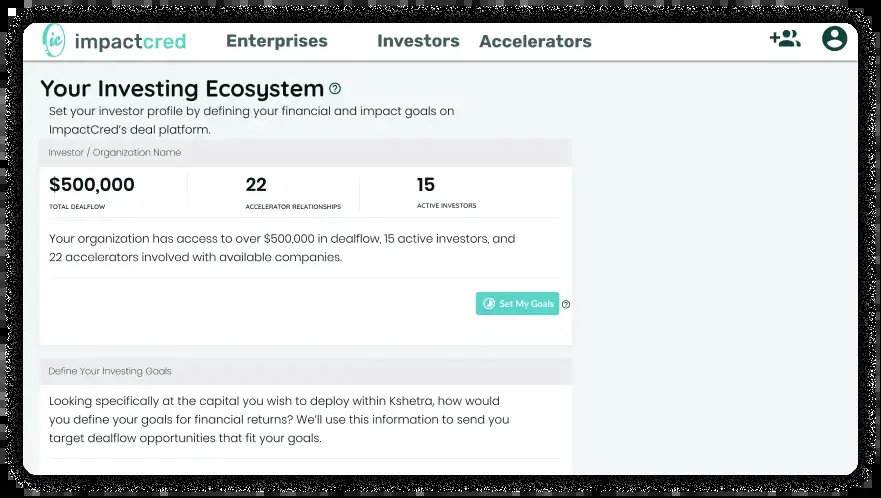 ic impactcred Enterprises Investors Accelerators
Your Investing Ecosystem
Set your investor profile by defining your financial and impact goals on
ImpactCred's deal platform.
Investor / Organization Name
$500,000 22 15
TOTAL DEALFLOW ACCELERATOR RELATIONSHIPS ACTIVE INVESTORS
Your organization has access to over $500,000 in dealflow, 15 active investors, and
22 accelerators involved with available companies.
Set My Goals
Define Your Investing Goals
Looking specifically at the capital you wish to deploy within Kshetra, how would
you define your goals for financial returns? We'll use this information to send you
target dealflow opportunities that fit your goals.